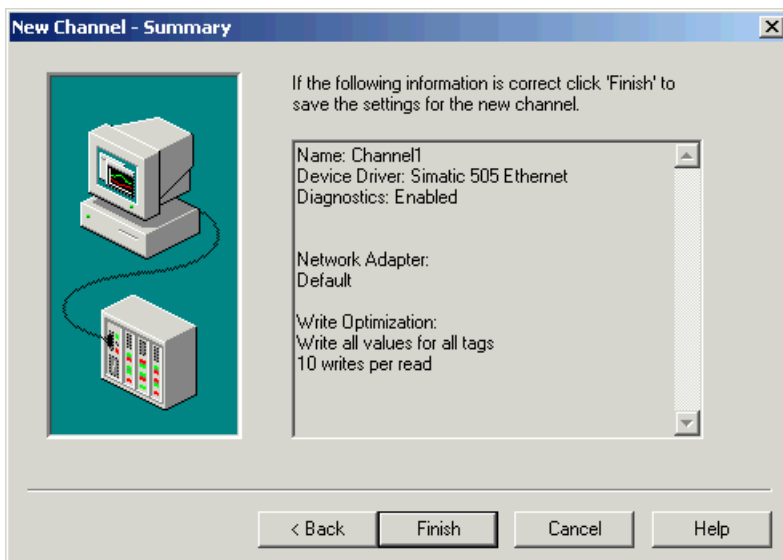 New Channel - Summary
If the following information is correct click 'Finish' to
save the settings for the new channel.
Name: Channel1
Device Driver: Simatic 505 Ethernet
Diagnostics: Enabled
Network Adapter:
Default
Write Optimization:
Write all values for all tags
10 writes per read
< Back
Finish
Cancel
Help